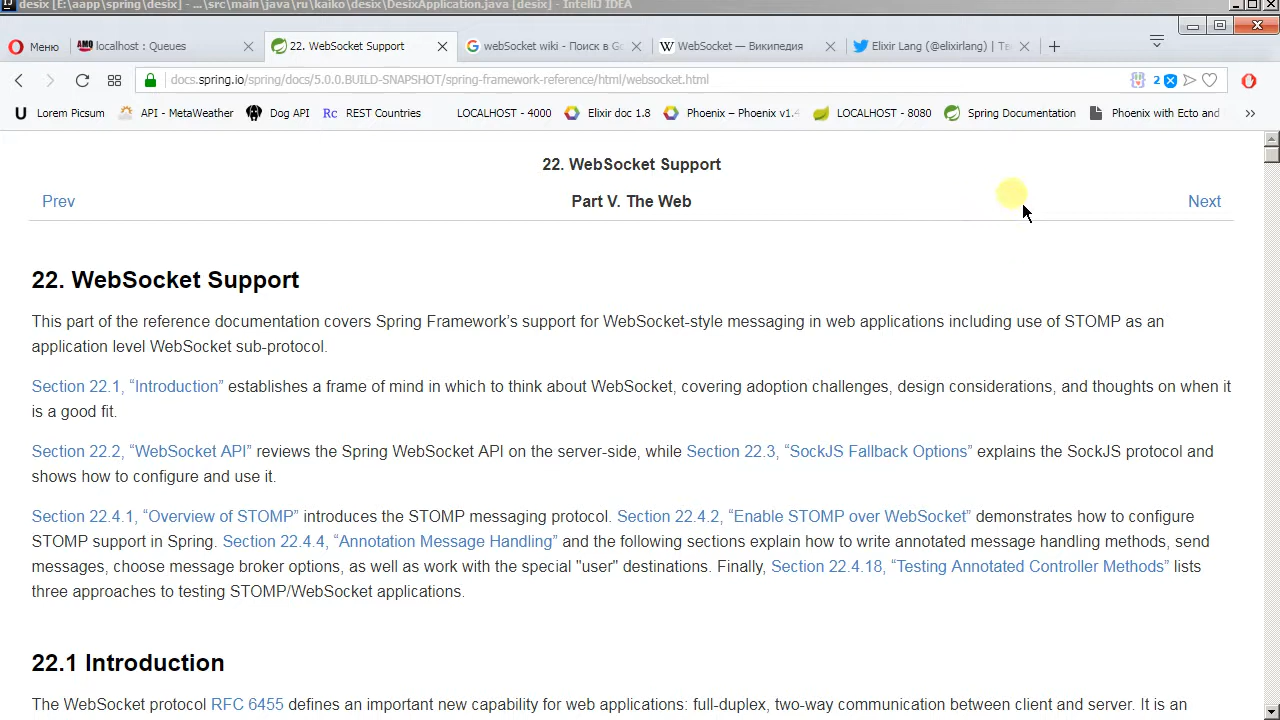 desix [E:\aapp\spring\desix] - ...\src\main\java\ru\kaiko\desix\DesixApplication.java [desix] - IntelliJ IDEA
Меню
localhost : Queues
22. WebSocket Support
webSocket wiki - Поиск в Go
WebSocket — Википедия
Elixir Lang (@elixirlang) | Тв
docs.spring.io/spring/docs/5.0.0.BUILD-SNAPSHOT/spring-framework-reference/html/websocket.html
2
U Lorem Picsum
API - MetaWeather
Dog API
Rc REST Countries
LOCALHOST - 4000
Elixir doc 1.8
Phoenix – Phoenix v1.4
LOCALHOST - 8080
Spring Documentation
Phoenix with Ecto and
22. WebSocket Support
Prev
Part V. The Web
Next
22. WebSocket Support
This part of the reference documentation covers Spring Framework’s support for WebSocket-style messaging in web applications including use of STOMP as an
application level WebSocket sub-protocol.
Section 22.1, “Introduction” establishes a frame of mind in which to think about WebSocket, covering adoption challenges, design considerations, and thoughts on when it
is a good fit.
Section 22.2, “WebSocket API” reviews the Spring WebSocket API on the server-side, while Section 22.3, “SockJS Fallback Options” explains the SockJS protocol and
shows how to configure and use it.
Section 22.4.1, “Overview of STOMP” introduces the STOMP messaging protocol. Section 22.4.2, “Enable STOMP over WebSocket” demonstrates how to configure
STOMP support in Spring. Section 22.4.4, “Annotation Message Handling” and the following sections explain how to write annotated message handling methods, send
messages, choose message broker options, as well as work with the special "user" destinations. Finally, Section 22.4.18, “Testing Annotated Controller Methods” lists
three approaches to testing STOMP/WebSocket applications.
22.1 Introduction
The WebSocket protocol RFC 6455 defines an important new capability for web applications: full-duplex, two-way communication between client and server. It is an